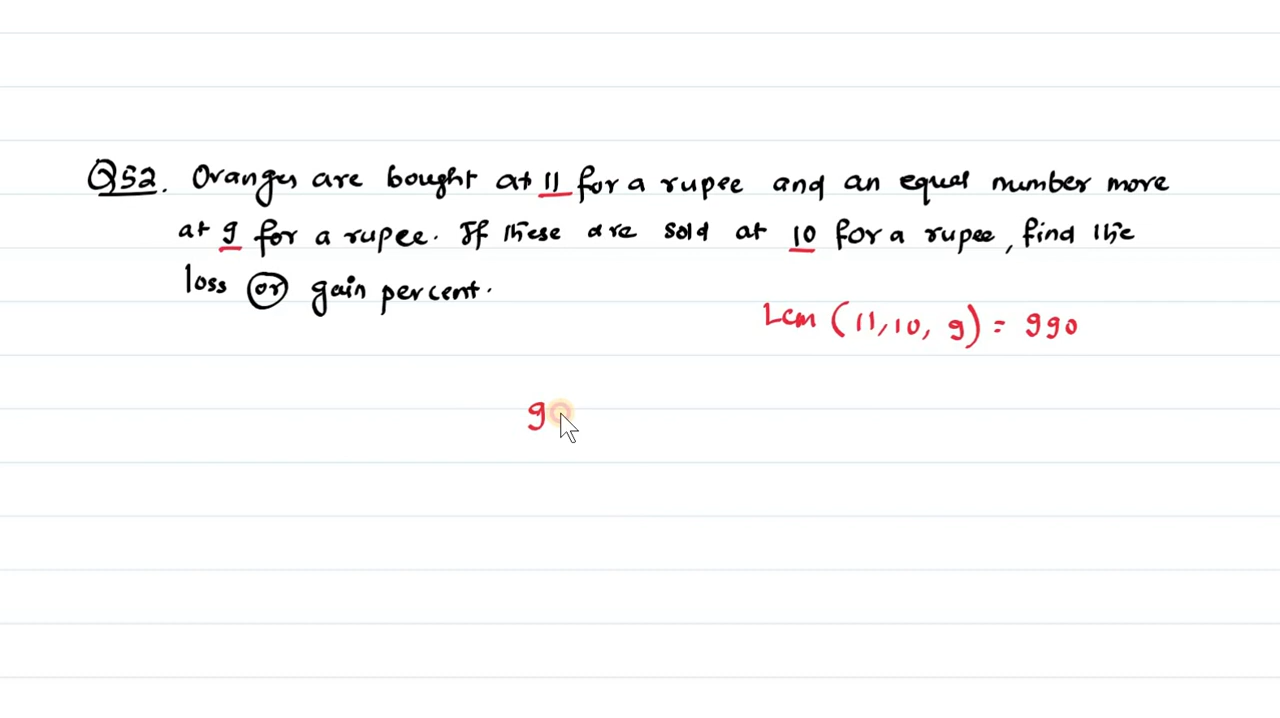 Q52. Oranges are bought at 11 for a rupee and an equal number more
at 9 for a rupee. If these are sold at 10 for a rupee, find the
loss or gain percent.
Lcm (11, 10, 9) = 990
9